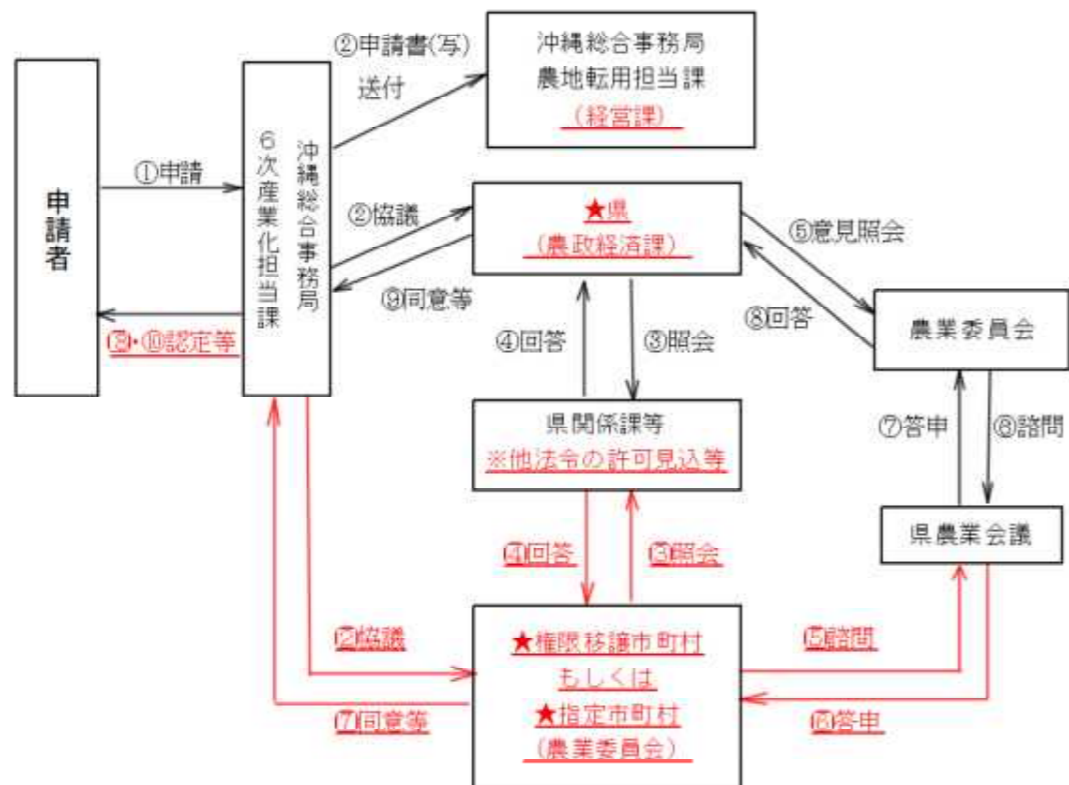 ②申請書(写)
送付
沖縄総合事務局
農地転用担当課
(経営課)
申請者
①申請
沖縄総合事務局
6次産業化担当課
②協議
★県
(農政経済課)
⑤意見照会
⑨同意等
⑧回答
農業委員会
⑧・⑩認定等
④回答
③照会
県関係課等
※他法令の許可見込等
⑦答申
⑥諮問
県農業会議
④回答
③照会
②協議
★権限移譲市町村
もしくは
★指定市町村
(農業委員会)
⑤諮問
⑦同意等
⑥答申